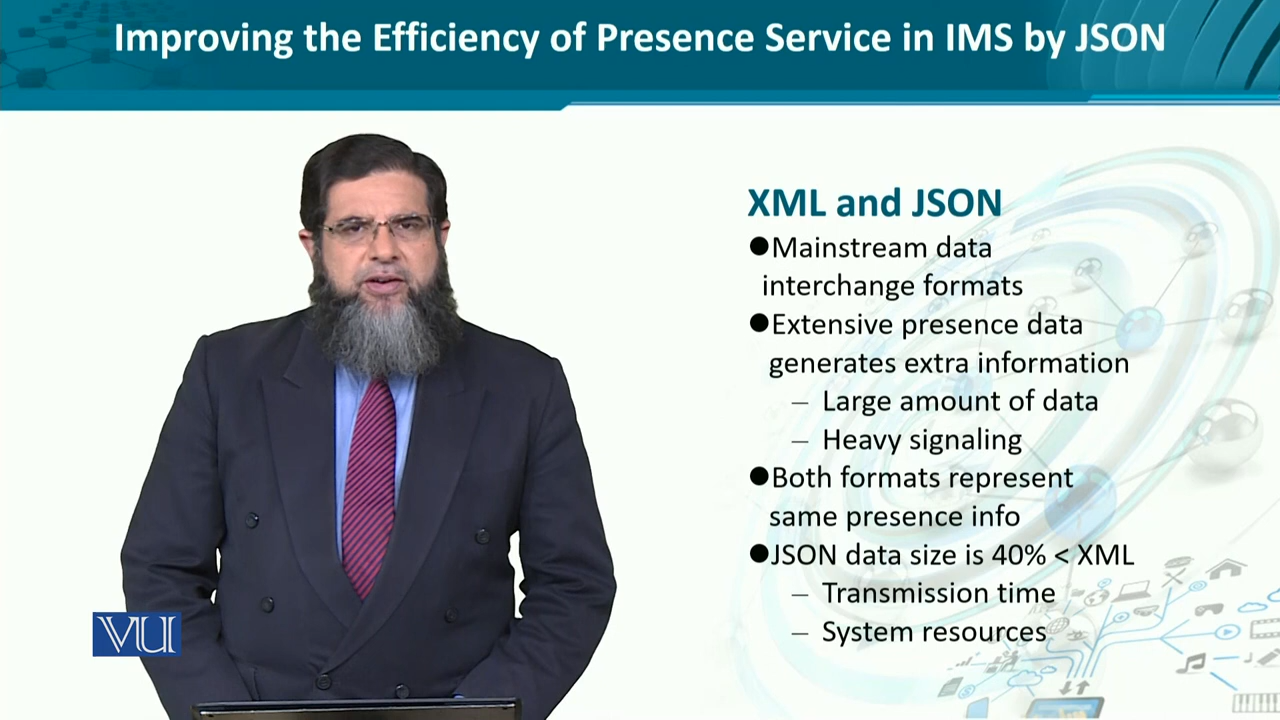 Improving the Efficiency of Presence Service in IMS by JSON
XML and JSON
●Mainstream data
interchange formats
●Extensive presence data
generates extra information
– Large amount of data
– Heavy signaling
●Both formats represent
same presence info
●JSON data size is 40% < XML
– Transmission time
– System resources
VU